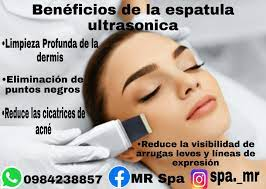 Benéficios de la espatula
ultrasonica
•Limpieza Profunda de la
dermis
•Eliminación de
puntos negros
•Reduce las cicatrices de
acné
•Reduce la visibilidad de
arrugas leves y líneas de
expresión
0984238857 MR Spa spa._mr